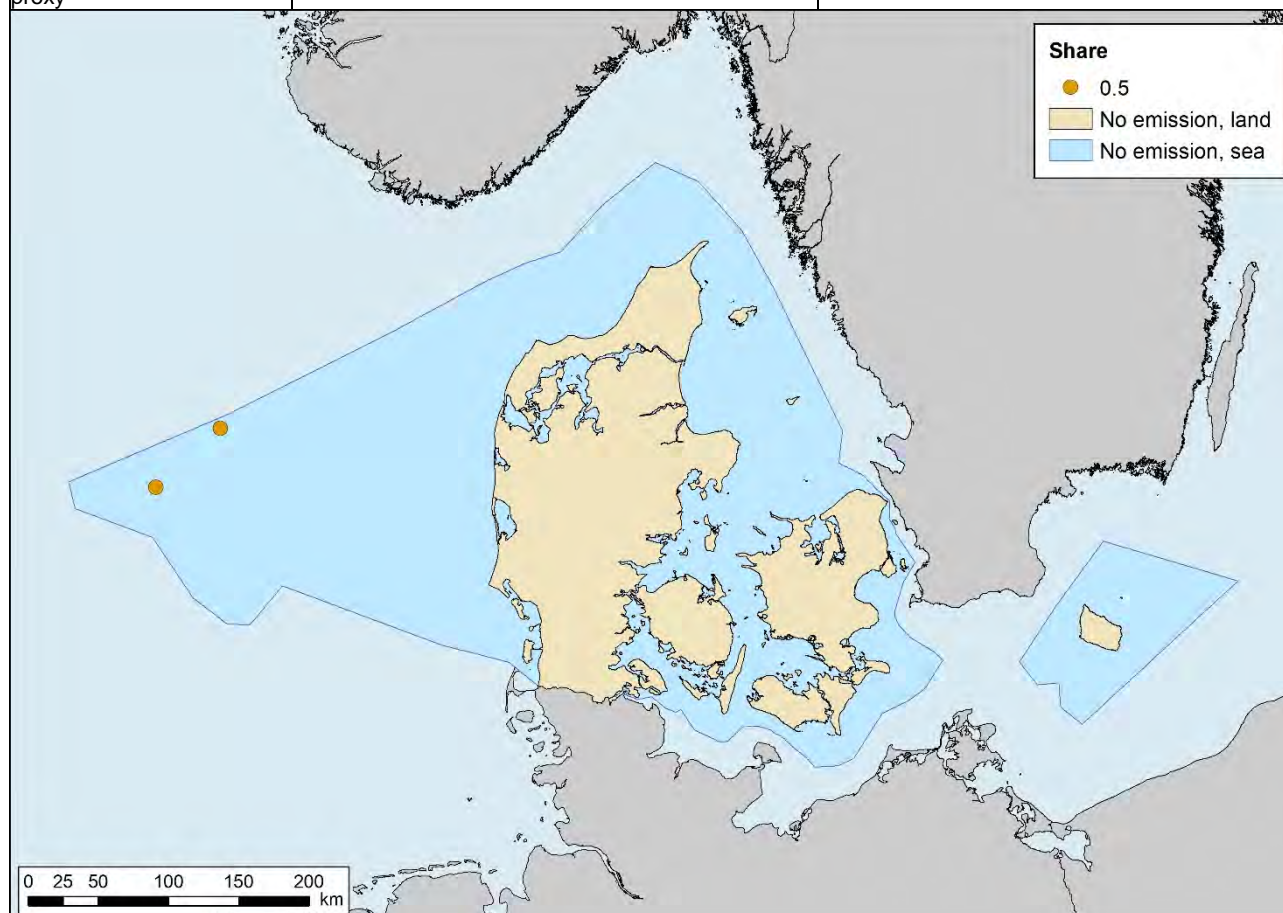 proxy
Share
0.5
No emission, land
No emission, sea
0 25 50 100 150 200
km